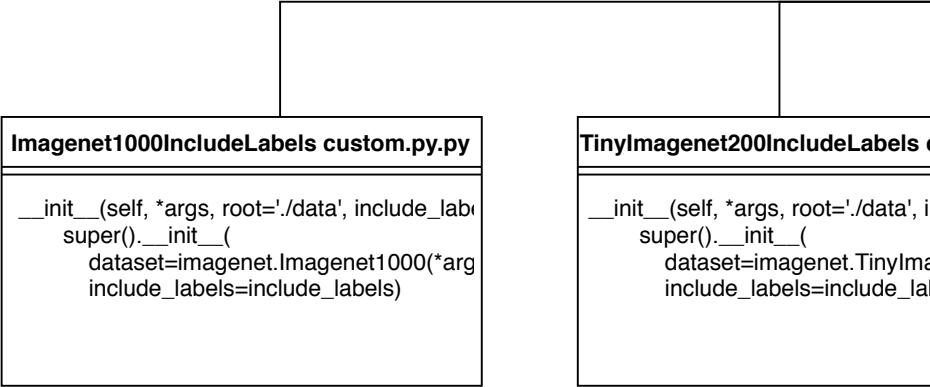 Imagenet1000IncludeLabels custom.py.py
__init__(self, *args, root='./data', include_labe
super().__init__(
dataset=imagenet.Imagenet1000(*arg
include_labels=include_labels)
TinyImagenet200IncludeLabels
__init__(self, *args, root='./data',
super().__init__(
dataset=imagenet.TinyIma
include_labels=include_lab